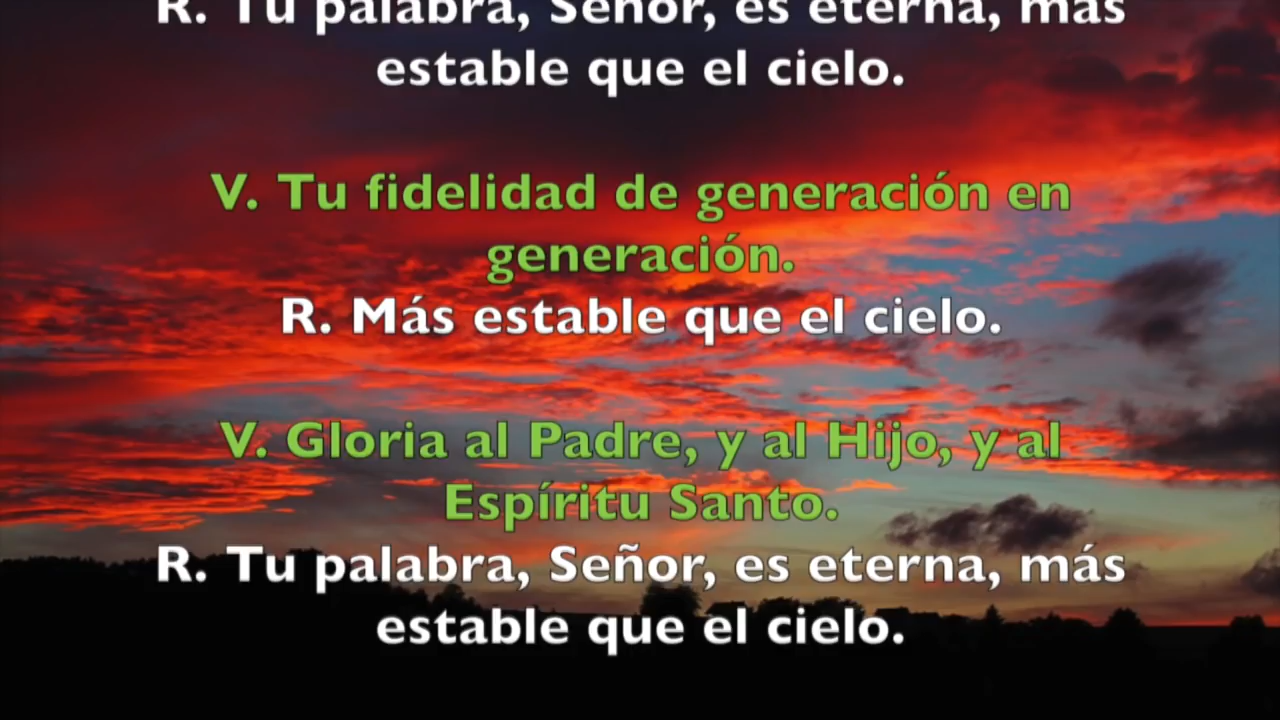 R. Tu palabra, Señor, es eterna, más
estable que el cielo.
V. Tu fidelidad de generación en
generación.
R. Más estable que el cielo.
V. Gloria al Padre, y al Hijo, y al
Espíritu Santo.
R. Tu palabra, Señor, es eterna, más
estable que el cielo.